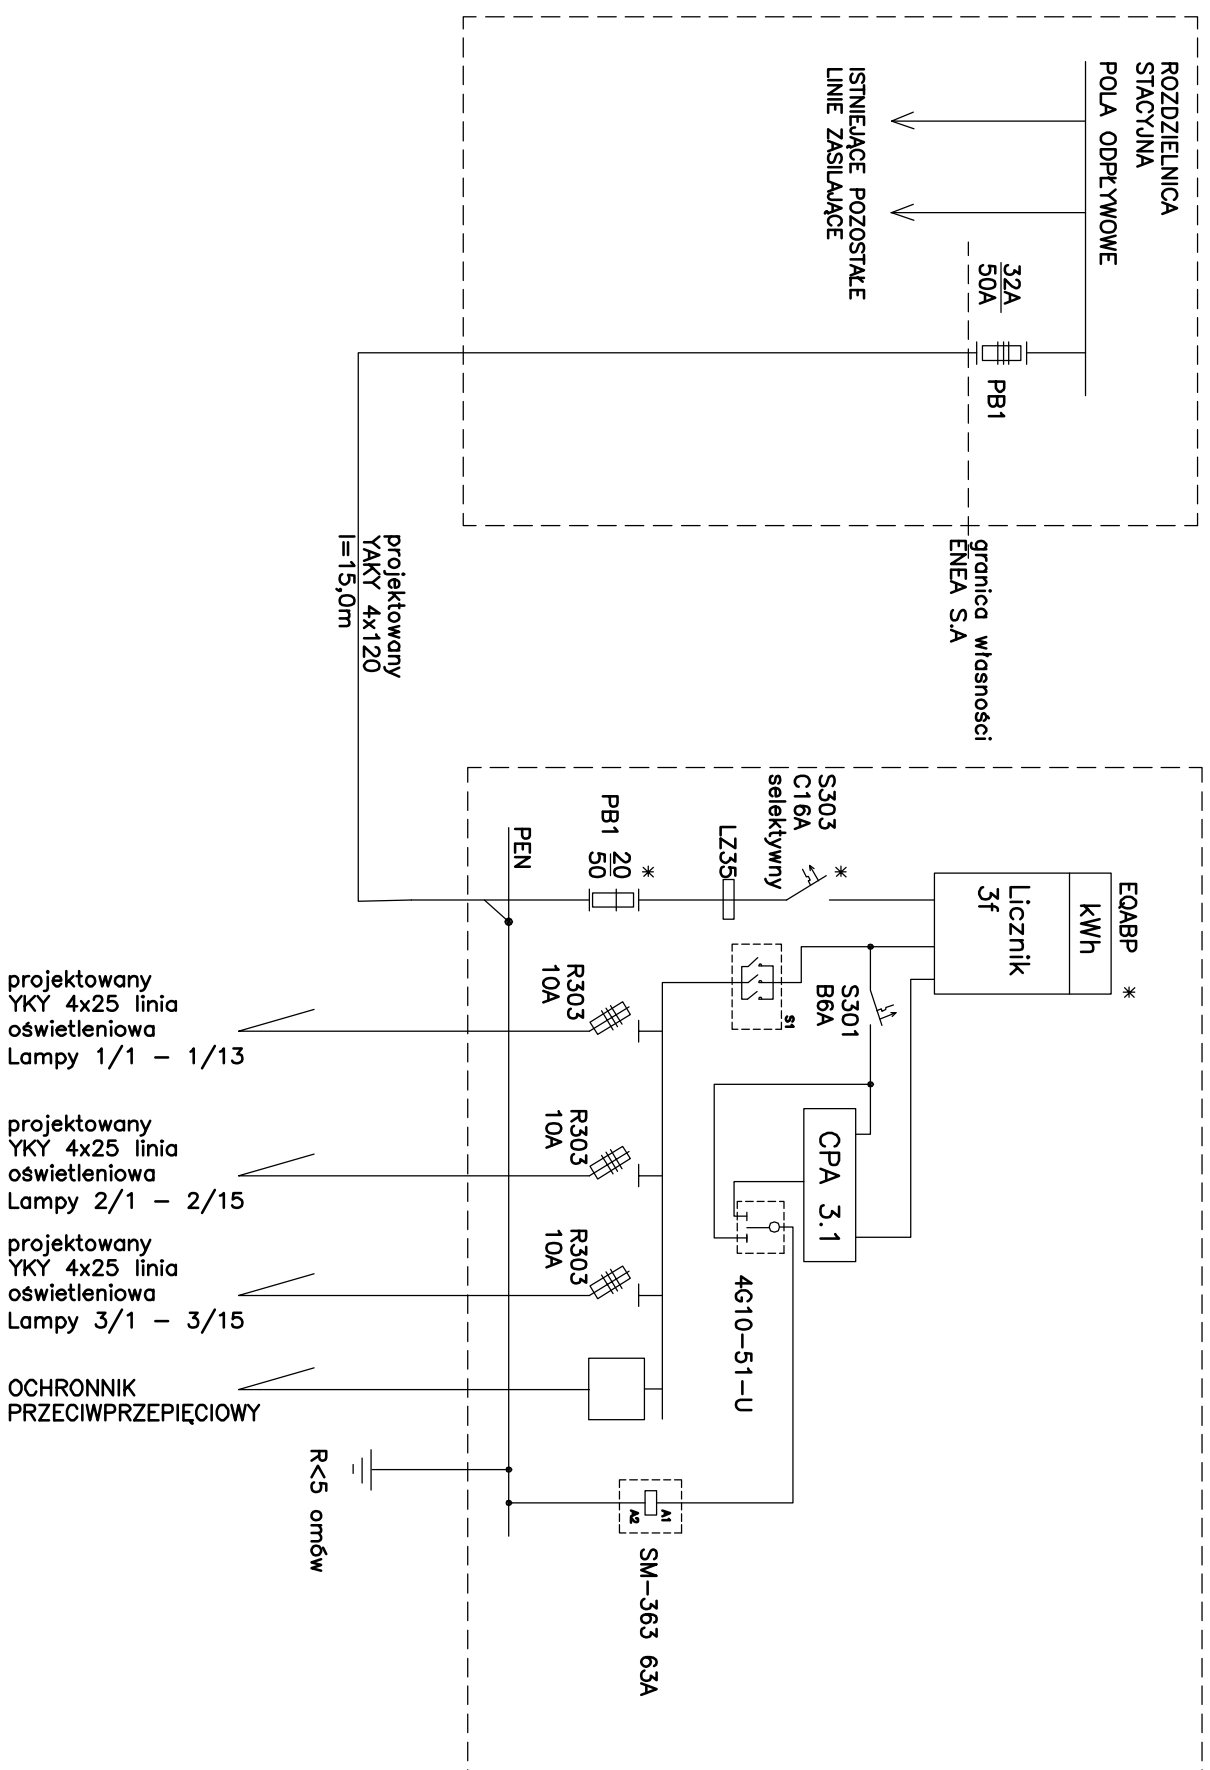 ROZDZIELNICA
STACYJNA
POLA ODPŁYWOWE
ISTNIEJĄCE POZOSTAŁE
LINIE ZASILAJĄCE
32A
50A
PB1
granica własności
ENEA S.A
projektowany
YAKY 4x120
l=15,0m
EQABP *
kWh
Licznik
3f
S303
C16A
selektywny
*
LZ35
*
PB1 20
50
PEN
S301
B6A
S1
CPA 3.1
4G10-51-U
R303
10A
R303
10A
R303
10A
A1
A2
SM-363 63A
R<5 omów
projektowany
YKY 4x25 linia
oświetleniowa
Lampy 1/1 - 1/13
projektowany
YKY 4x25 linia
oświetleniowa
Lampy 2/1 - 2/15
projektowany
YKY 4x25 linia
oświetleniowa
Lampy 3/1 - 3/15
OCHRONNIK
PRZECIWPRZEPIĘCIOWY